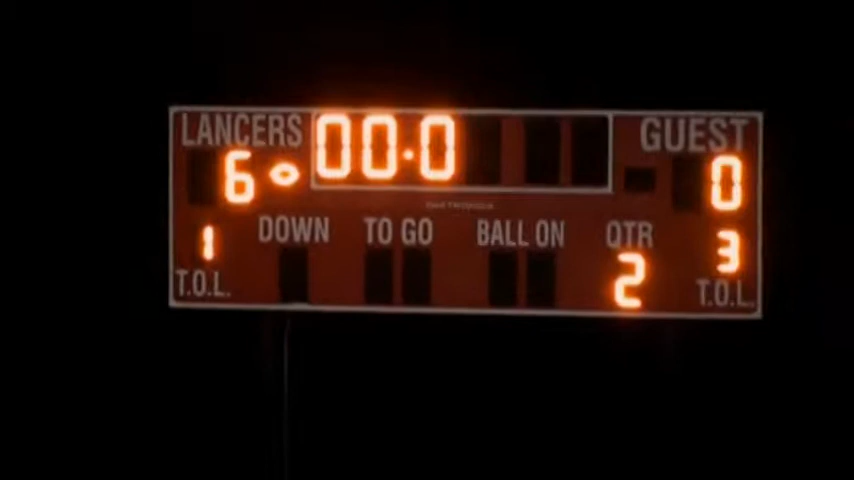 LANCERS 00.0 GUEST
6 0
DOWN TO GO BALL ON QTR
1 2 3
T.O.L. T.O.L.